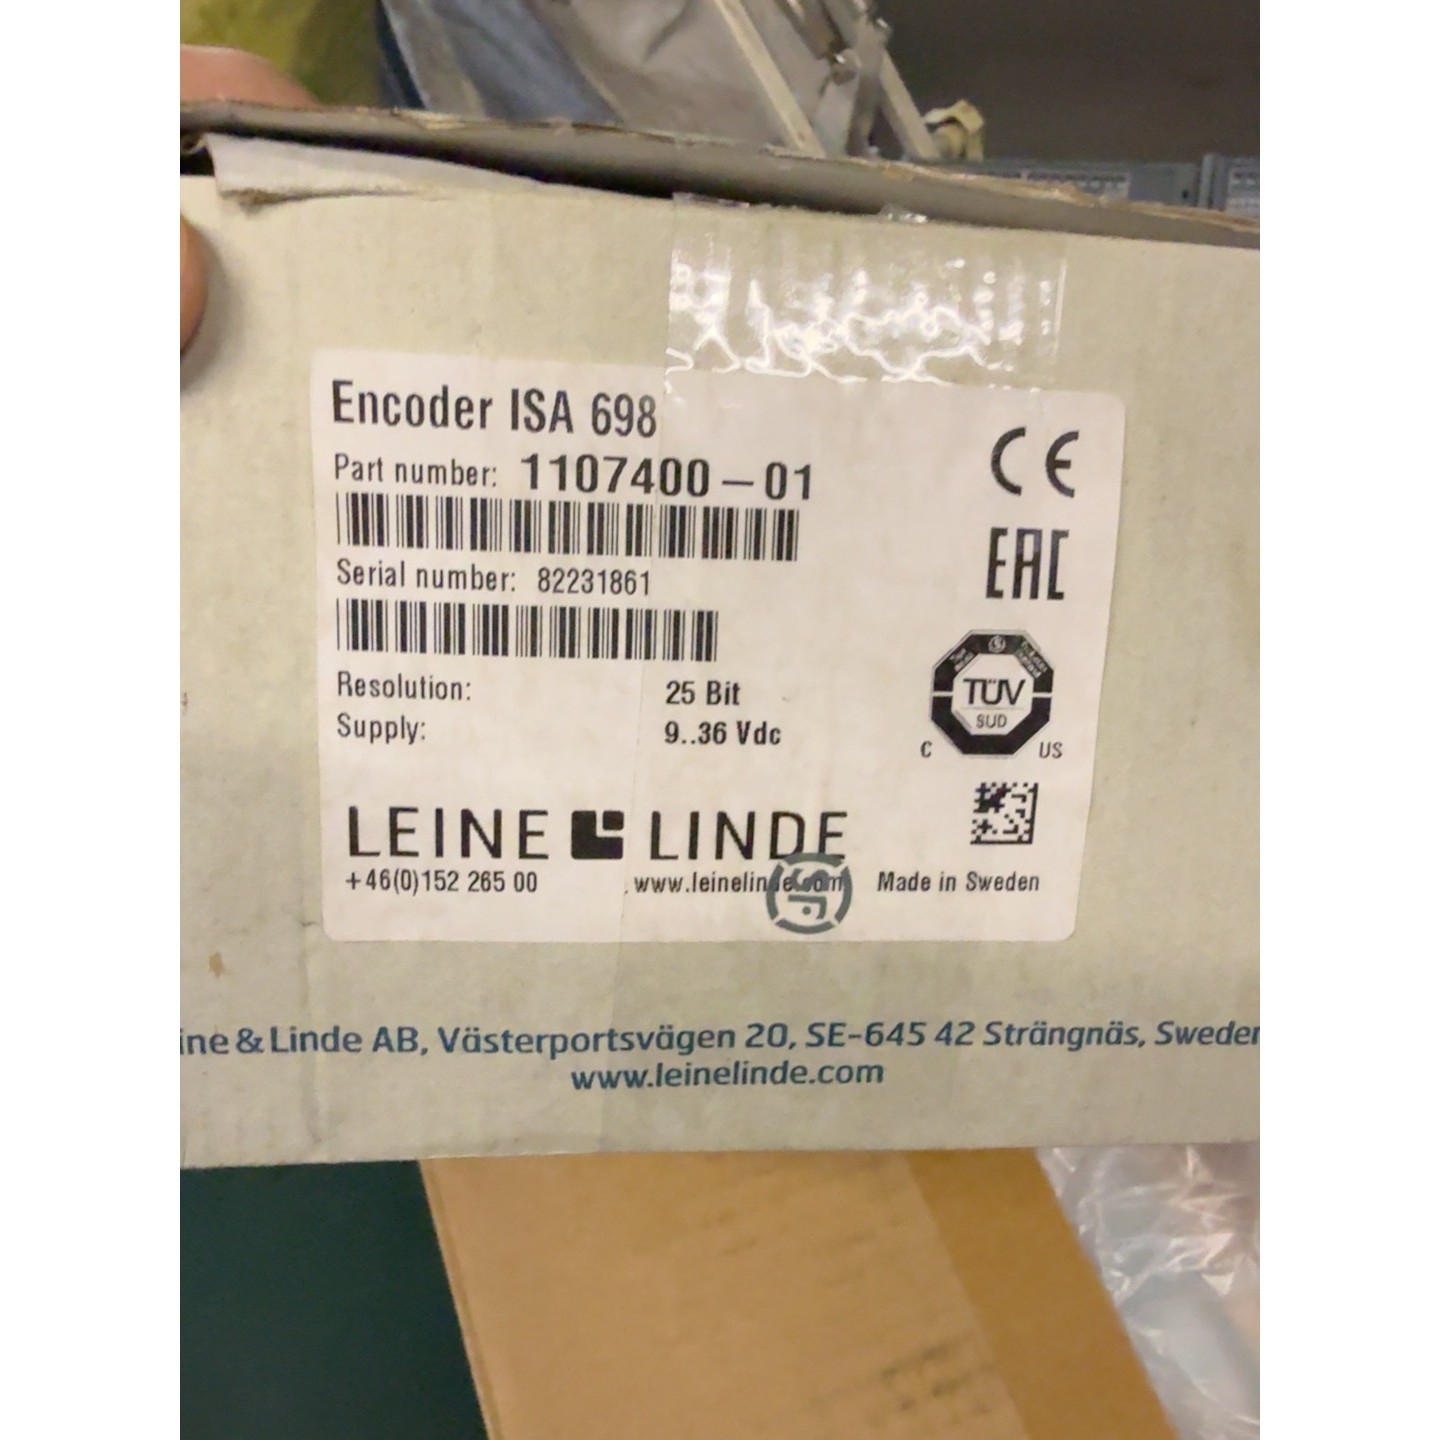 Encoder ISA 698
Part number: 1107400-01
Serial number: 82231861
Resolution: 25 Bit
Supply: 9..36 Vdc
CE
EAC
TÜV
SUD
C US
LEINE LINDE
+46(0)152 265 00 www.leinelinde.com Made in Sweden
ine & Linde AB, Västerportsvägen 20, SE-645 42 Strängnäs, Sweden
www.leinelinde.com